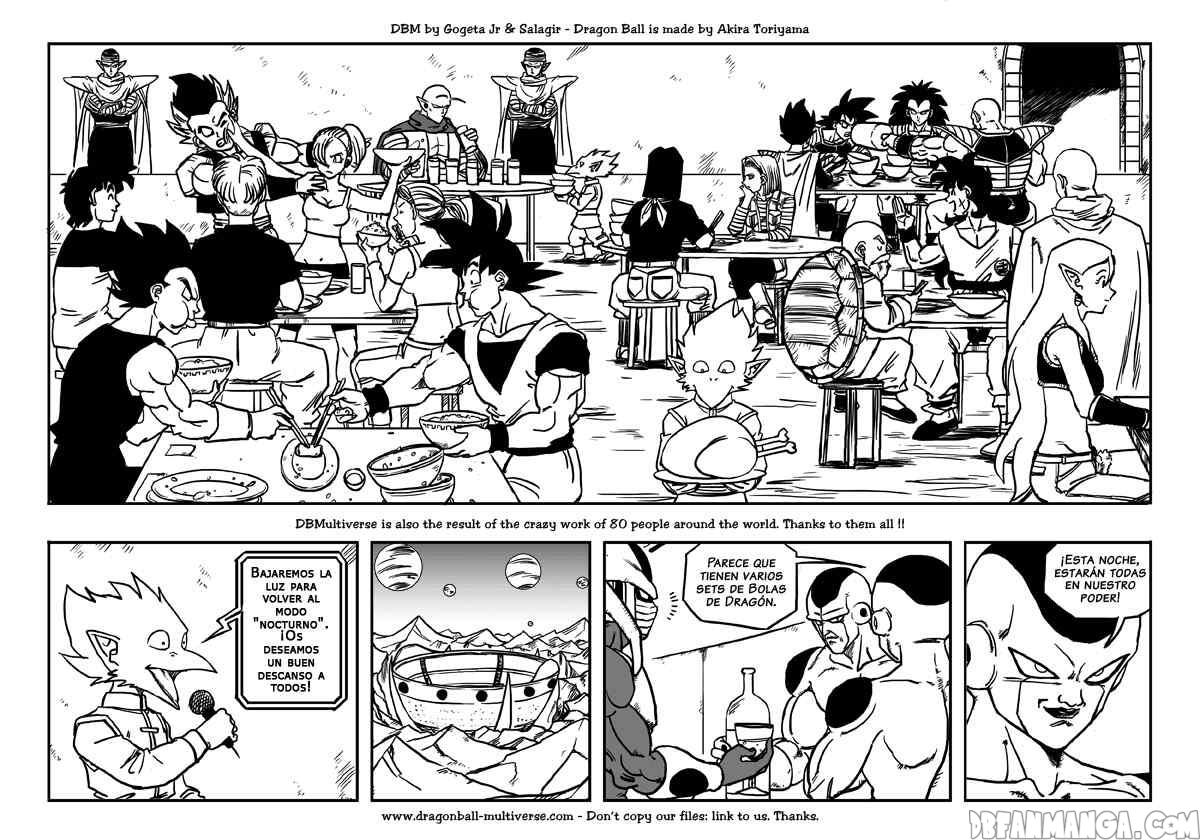 DBM by Gogeta Jr & Salagir - Dragon Ball is made by Akira Toriyama
DBMultiverse is also the result of the crazy work of 80 people around the world. Thanks to them all !!
BAJAREMOS LA
LUZ PARA
VOLVER AL
MODO
"NOCTURNO".
¡OS
DESEAMOS
UN BUEN
DESCANSO A
TODOS!
PARECE QUE
TIENEN VARIOS
SETS DE BOLAS
DE DRAGÓN.
¡ESTA NOCHE,
ESTARÁN TODAS
EN NUESTRO
PODER!
www.dragonball-multiverse.com - Don't copy our files: link to us. Thanks.
DBFANMANGA.COM